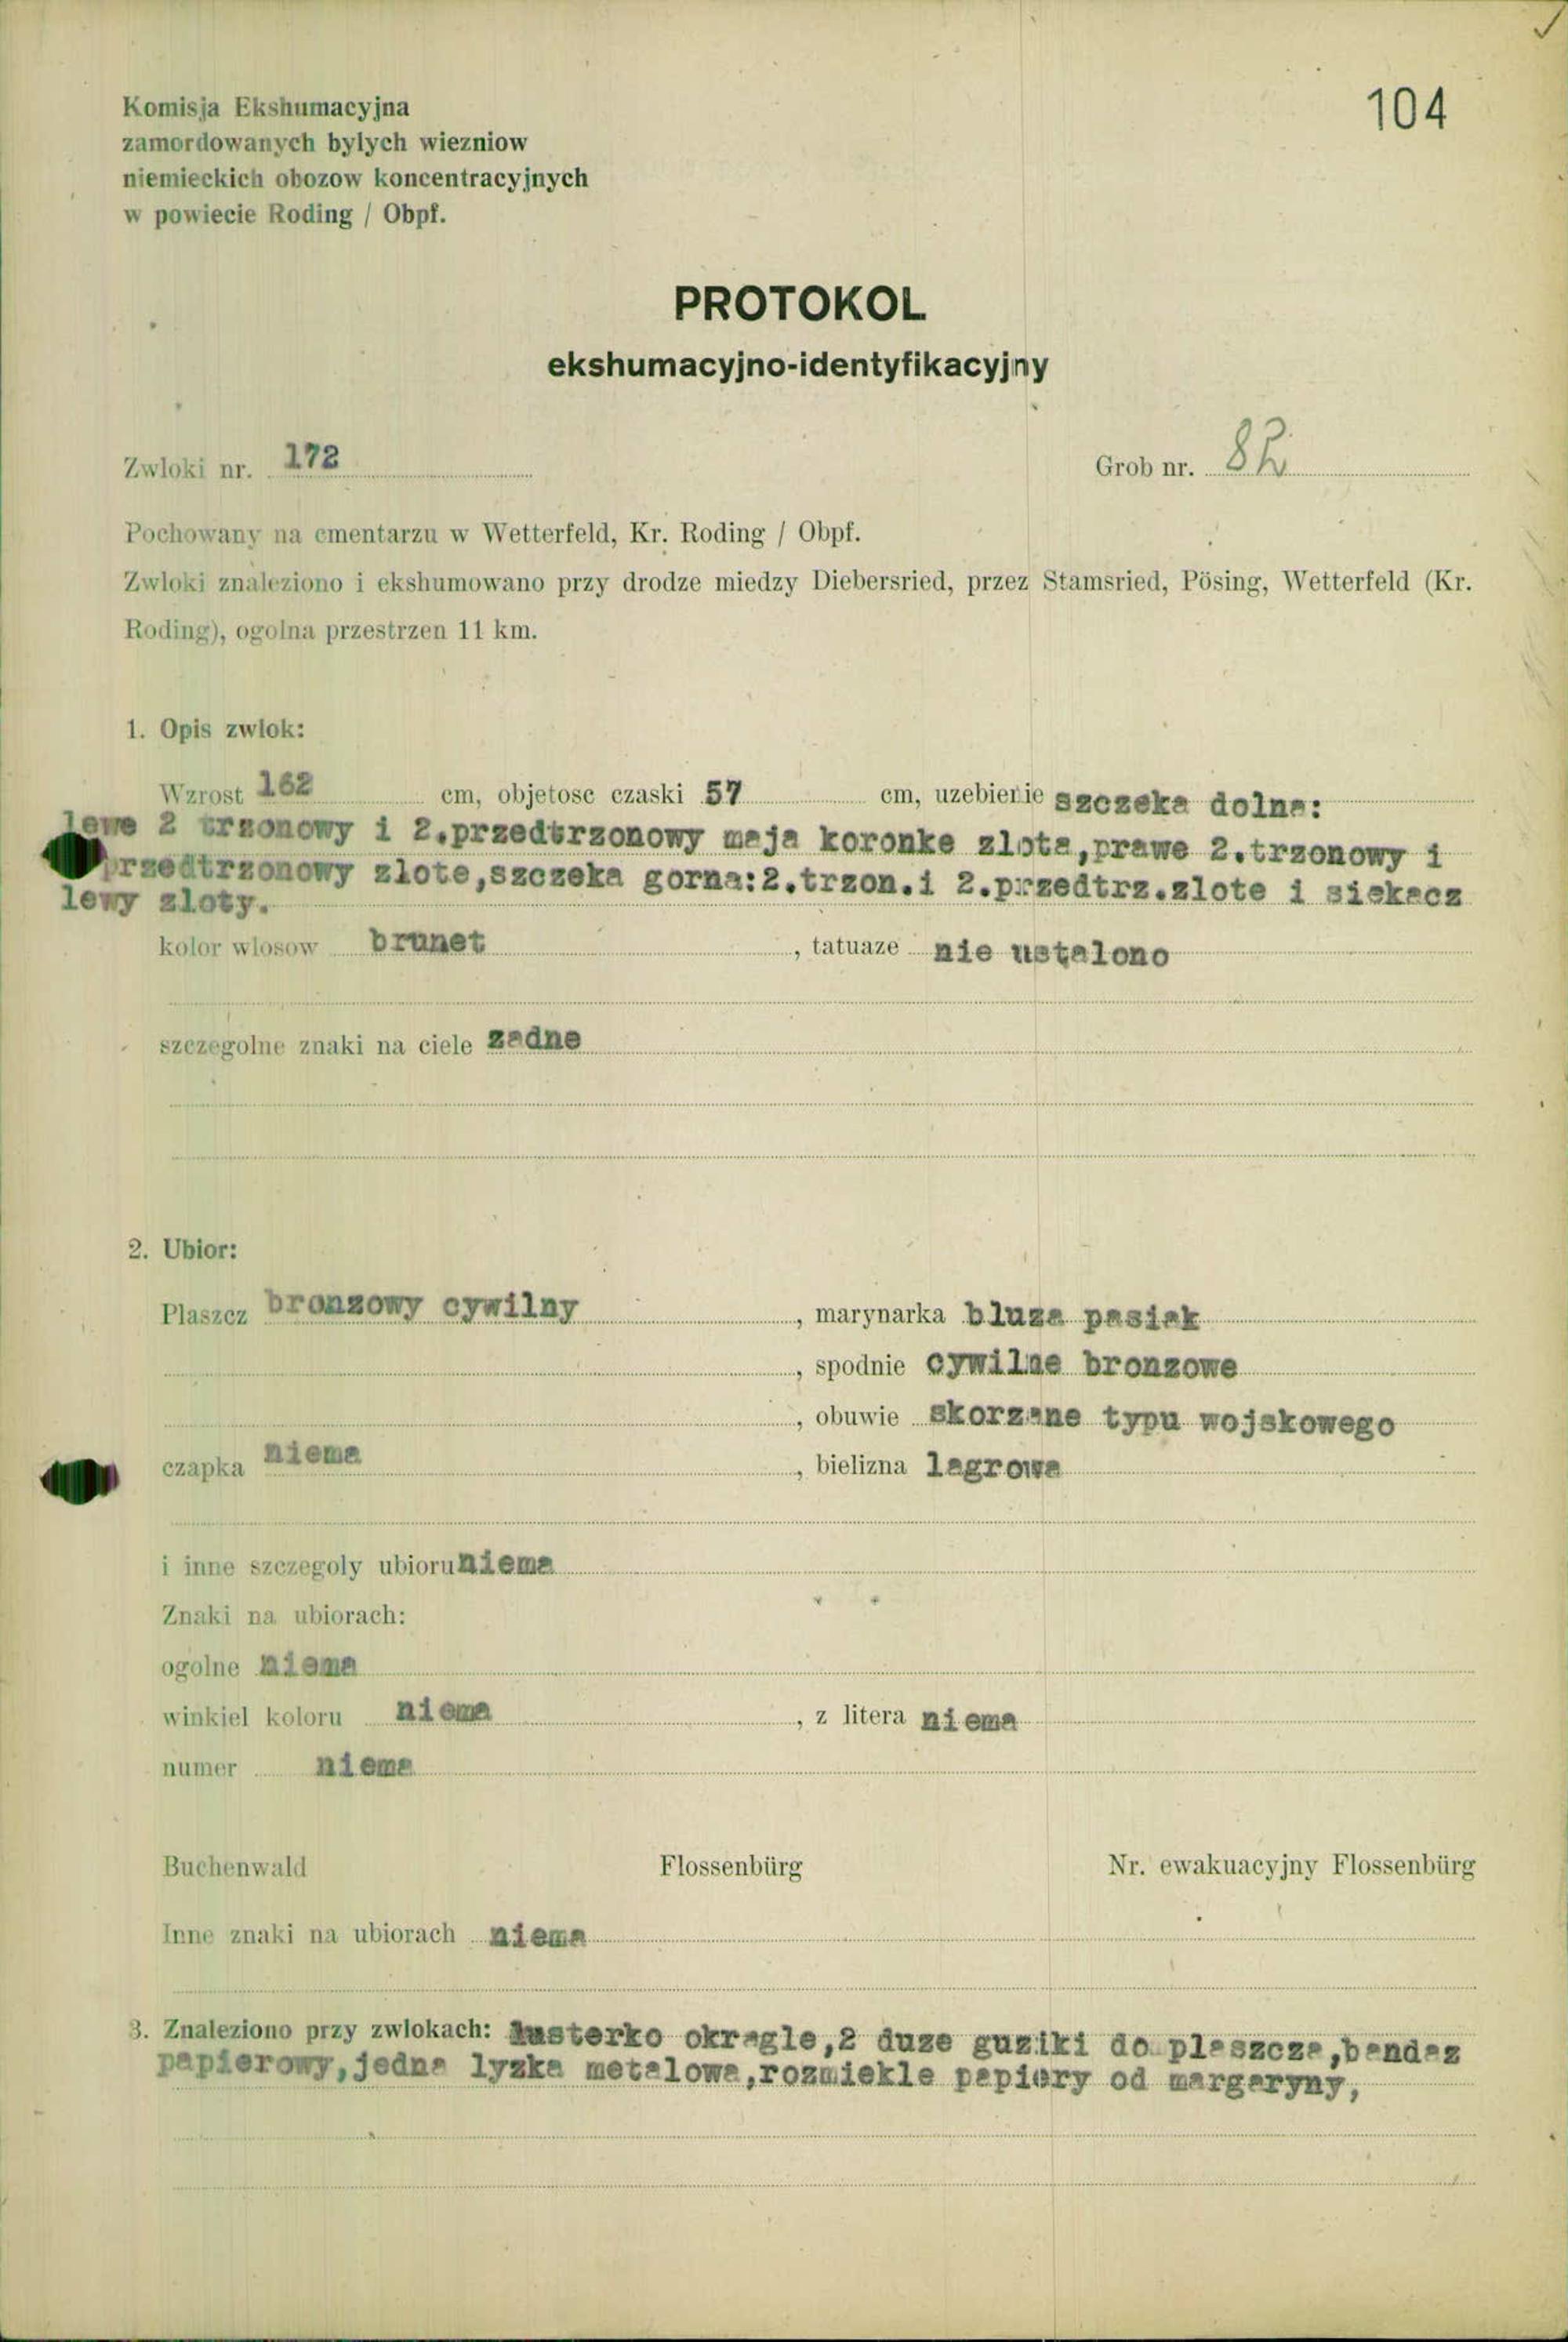 104
Komisja Ekshumacyjna
zamordowanych bylych wiezniow
niemieckich obozow koncentracyjnych
w powiecie Roding / Obpf.
PROTOKOL
ekshumacyjno-identyfikacyjny
Zwloki nr. 172 Grob nr.
Pochowany na cmentarzu w Wetterfeld, Kr. Roding / Obpf.
Zwloki znaleziono i ekshumowano przy drodze miedzy Diebersried, przez Stamsried, Pösing, Wetterfeld (Kr.
Roding), ogolna przestrzen 11 km.
1. Opis zwlok:
Wzrost 162 cm, objetosc czaski 57 cm, uzebienie szczeka dolna:
lewe 2 trzonowy i 2.przedtrzonowy maja koronke zlota,prawe 2.trzonowy i
przedtrzonowy zlote,szczeka gorna:2.trzon.i 2.przedtrz.zlote i siekacz
lewy zloty.
kolor wlosow brunet , tatuaze nie ustalono
szczegolne znaki na ciele zadne
2. Ubior:
Plaszcz bronzowy cywilny , marynarka bluza pasiak
, spodnie cywilne bronzowe
, obuwie skorzane typu wojskowego
czapka niema , bielizna lagrowa
i inne szczegoly ubioru niema
Znaki na ubiorach:
ogolne niema
winkiel koloru niema , z litera niema
numer niema
Buchenwald Flossenbürg Nr. ewakuacyjny Flossenbürg
Inne znaki na ubiorach niema
3. Znaleziono przy zwlokach: lusterko okragle,2 duze guziki do plaszcza,bandaz
papierowy,jedna lyzka metalowa,rozmiekle papiery od margaryny,